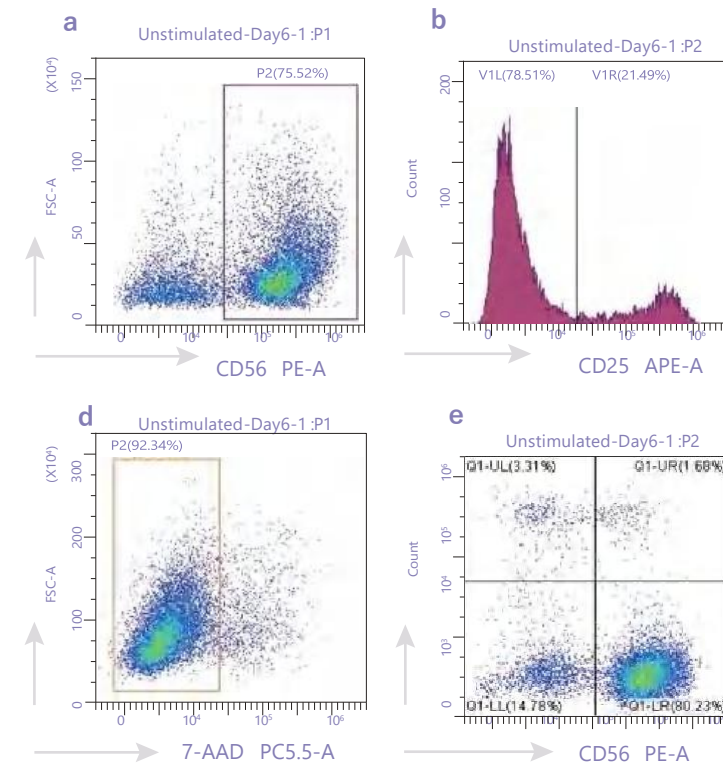 a
Unstimulated-Day6-1 :P1
P2(75.52%)
(X10⁴)
150
100
50
0
FSC-A
0
10⁴
10⁵
10⁶
CD56 PE-A
b
Unstimulated-Day6-1 :P2
V1L(78.51%) V1R(21.49%)
200
100
0
Count
0
10⁴
10⁵
10⁶
CD25 APE-A
d
Unstimulated-Day6-1 :P1
P2(92.34%)
(X10⁴)
300
200
100
0
FSC-A
0
10⁴
10⁵
10⁶
7-AAD PC5.5-A
e
Unstimulated-Day6-1 :P2
Q1-UL(3.31%) Q1-UR(1.68%)
10⁶
10⁵
10⁴
10³
0
Count
Q1-LL(14.78%) Q1-LR(80.23%)
CD56 PE-A